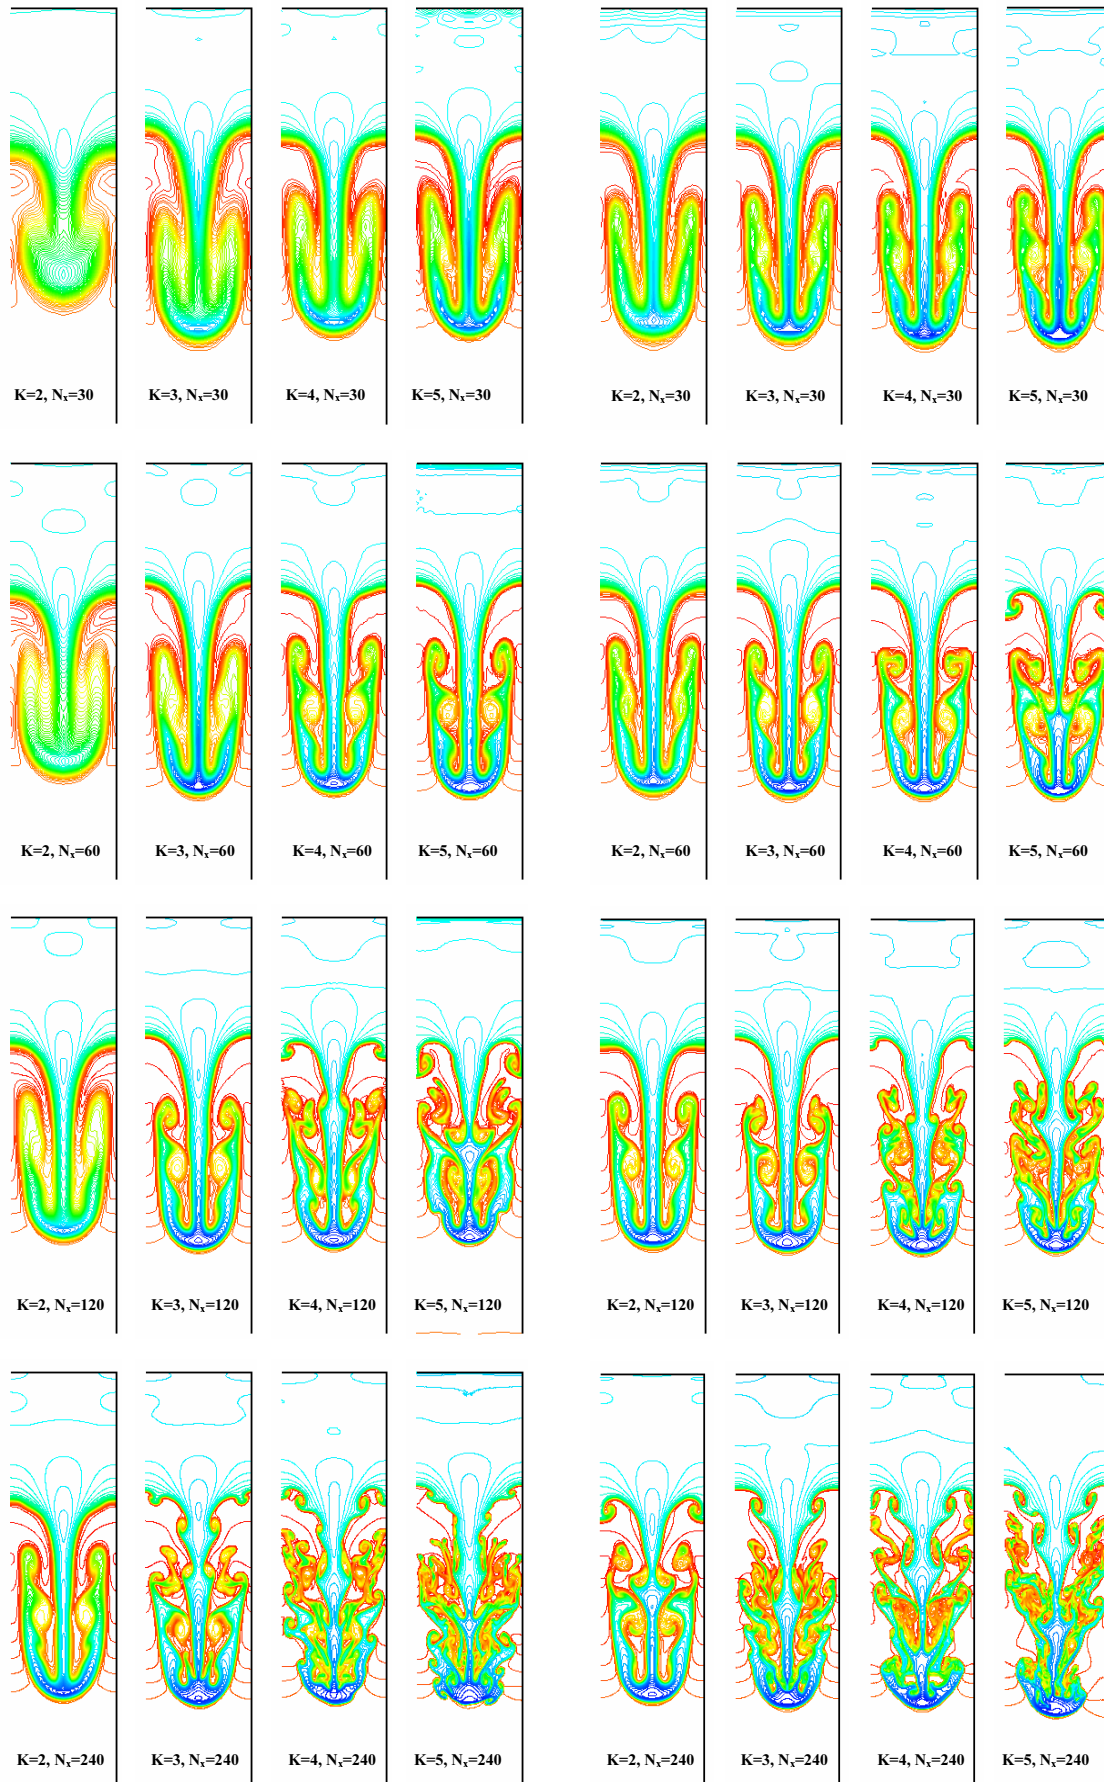 K=2, Nₓ=30 K=3, Nₓ=30 K=4, Nₓ=30 K=5, Nₓ=30 K=2, Nₓ=30 K=3, Nₓ=30 K=4, Nₓ=30 K=5, Nₓ=30
K=2, Nₓ=60 K=3, Nₓ=60 K=4, Nₓ=60 K=5, Nₓ=60 K=2, Nₓ=60 K=3, Nₓ=60 K=4, Nₓ=60 K=5, Nₓ=60
K=2, Nₓ=120 K=3, Nₓ=120 K=4, Nₓ=120 K=5, Nₓ=120 K=2, Nₓ=120 K=3, Nₓ=120 K=4, Nₓ=120 K=5, Nₓ=120
K=2, Nₓ=240 K=3, Nₓ=240 K=4, Nₓ=240 K=5, Nₓ=240 K=2, Nₓ=240 K=3, Nₓ=240 K=4, Nₓ=240 K=5, Nₓ=240